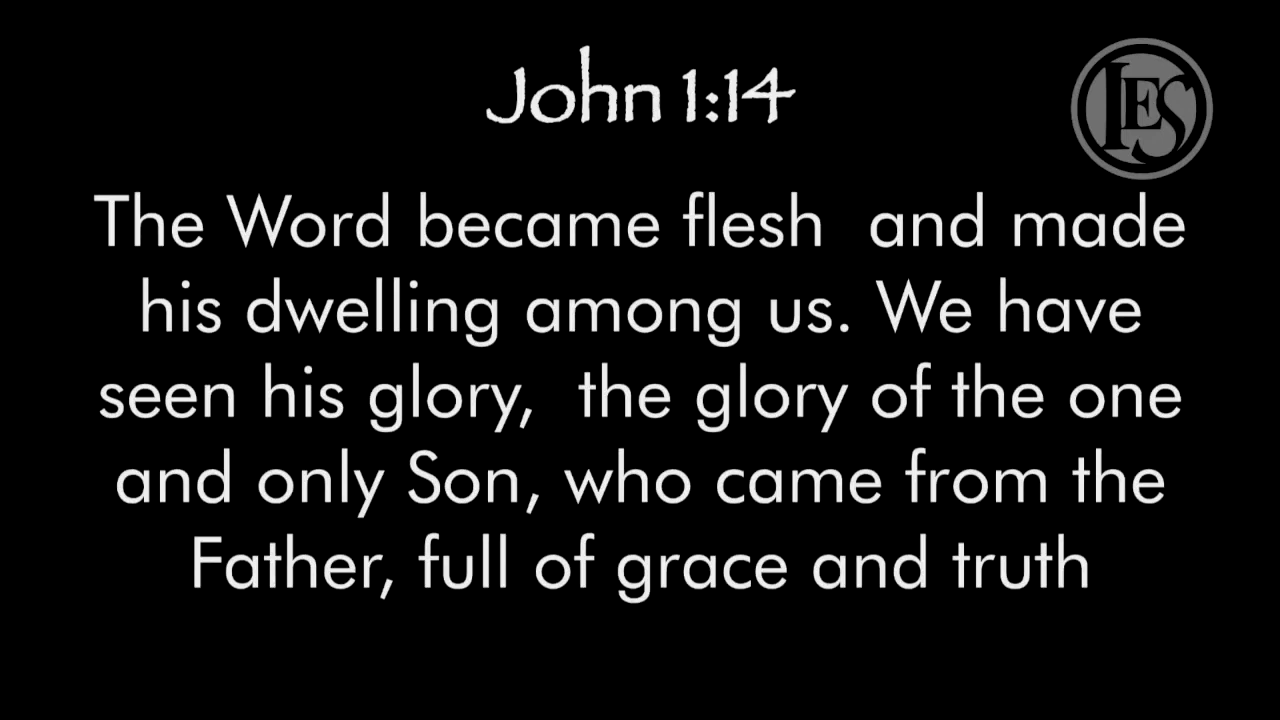 John 1:14
IES
The Word became flesh  and made
his dwelling among us. We have
seen his glory,  the glory of the one
and only Son, who came from the
Father, full of grace and truth